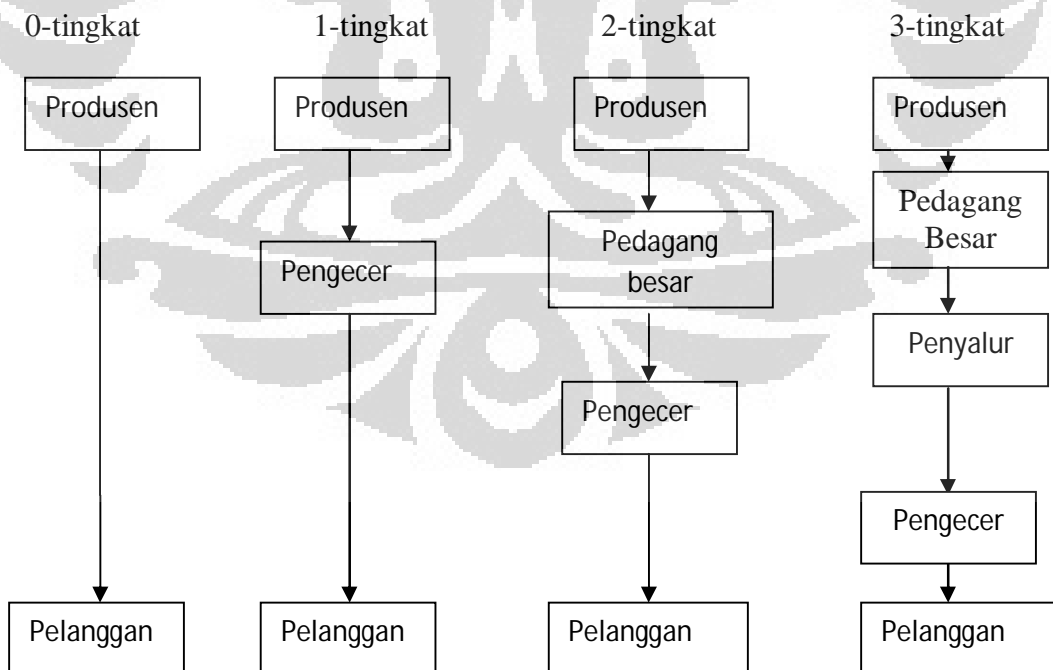 0-tingkat
1-tingkat
2-tingkat
3-tingkat
Produsen
Produsen
Produsen
Produsen
Pengecer
Pedagang
besar
Pedagang
Besar
Penyalur
Pengecer
Pengecer
Pelanggan
Pelanggan
Pelanggan
Pelanggan